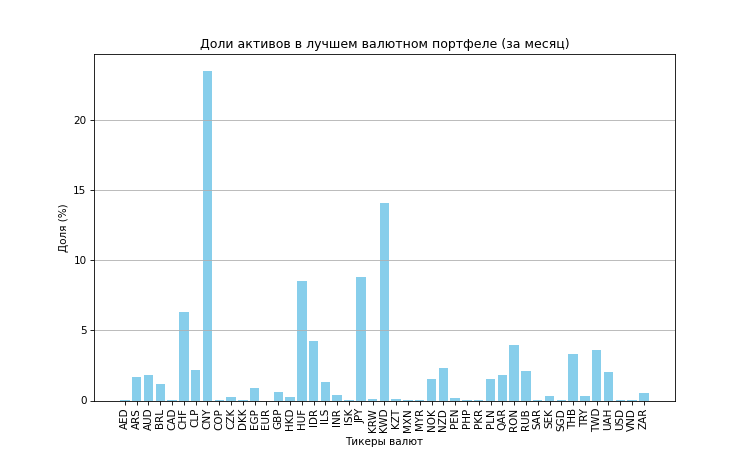 Доли активов в лучшем валютном портфеле (за месяц)
Доля (%)
20
15
10
5
0
AED
ARS
AUD
BRL
CAD
CHF
CLP
CNY
COP
CZK
DKK
EGP
EUR
GBP
HKD
HUF
IDR
ILS
INR
ISK
JPY
KRW
KWD
KZT
MXN
MYR
NOK
NZD
PEN
PHP
PKR
PLN
QAR
RON
RUB
SAR
SEK
SGD
THB
TRY
TWD
UAH
USD
VND
ZAR
Тикеры валют